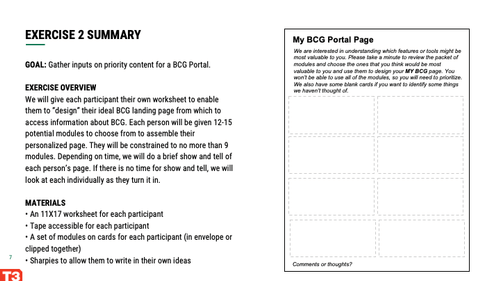 EXERCISE 2 SUMMARY
GOAL: Gather inputs on priority content for a BCG Portal.
EXERCISE OVERVIEW
We will give each participant their own worksheet to enable
them to "design" their ideal BCG landing page from which to
access information about BCG. Each person will be given 12-15
potential modules to choose from to assemble their
personalized page. They will be constrained to no more than 9
modules. Depending on time, we will do a brief show and tell of
each person's page. If there is no time for show and tell, we will
look at each individually as they turn it in.
MATERIALS
• An 11X17 worksheet for each participant
• Tape accessible for each participant
• A set of modules on cards for each participant (in envelope or
clipped together)
• Sharpies to allow them to write in their own ideas
7
T3
My BCG Portal Page
We are interested in understanding which features or tools might be
most valuable to you. Please take a minute to review the packet of
modules and choose the ones that you think would be most
valuable to you and use them to design your MY BCG page. You
won't be able to use all of the modules, so you will need to prioritize.
We also have some blank cards if you want to identify some things
we haven't thought of.
Comments or thoughts?